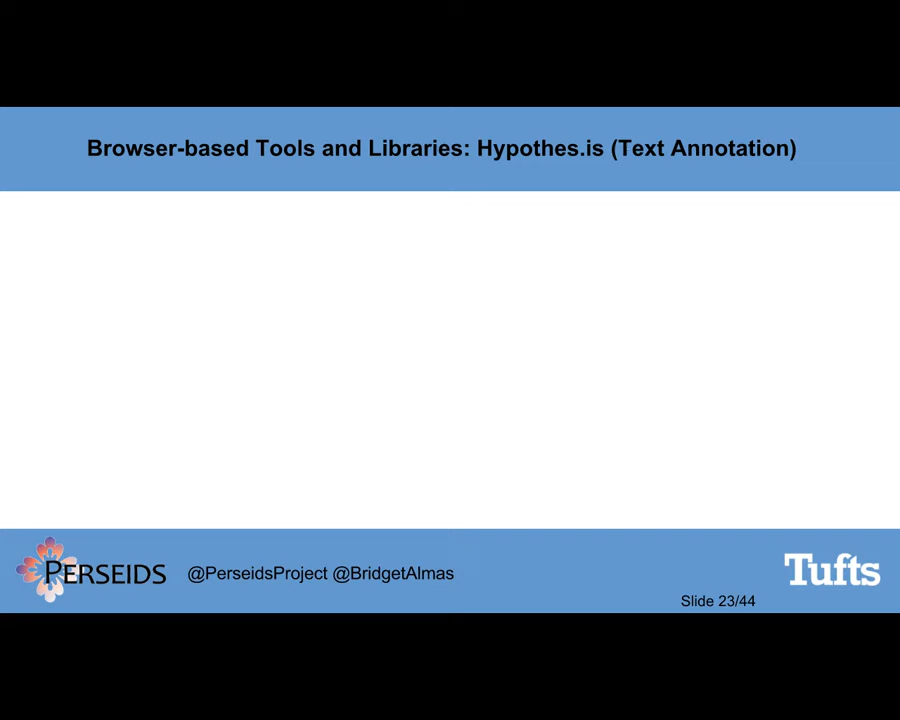 Browser-based Tools and Libraries: Hypothes.is (Text Annotation)
PERSEIDS
@PerseidsProject @BridgetAlmas
Tufts
Slide 23/44